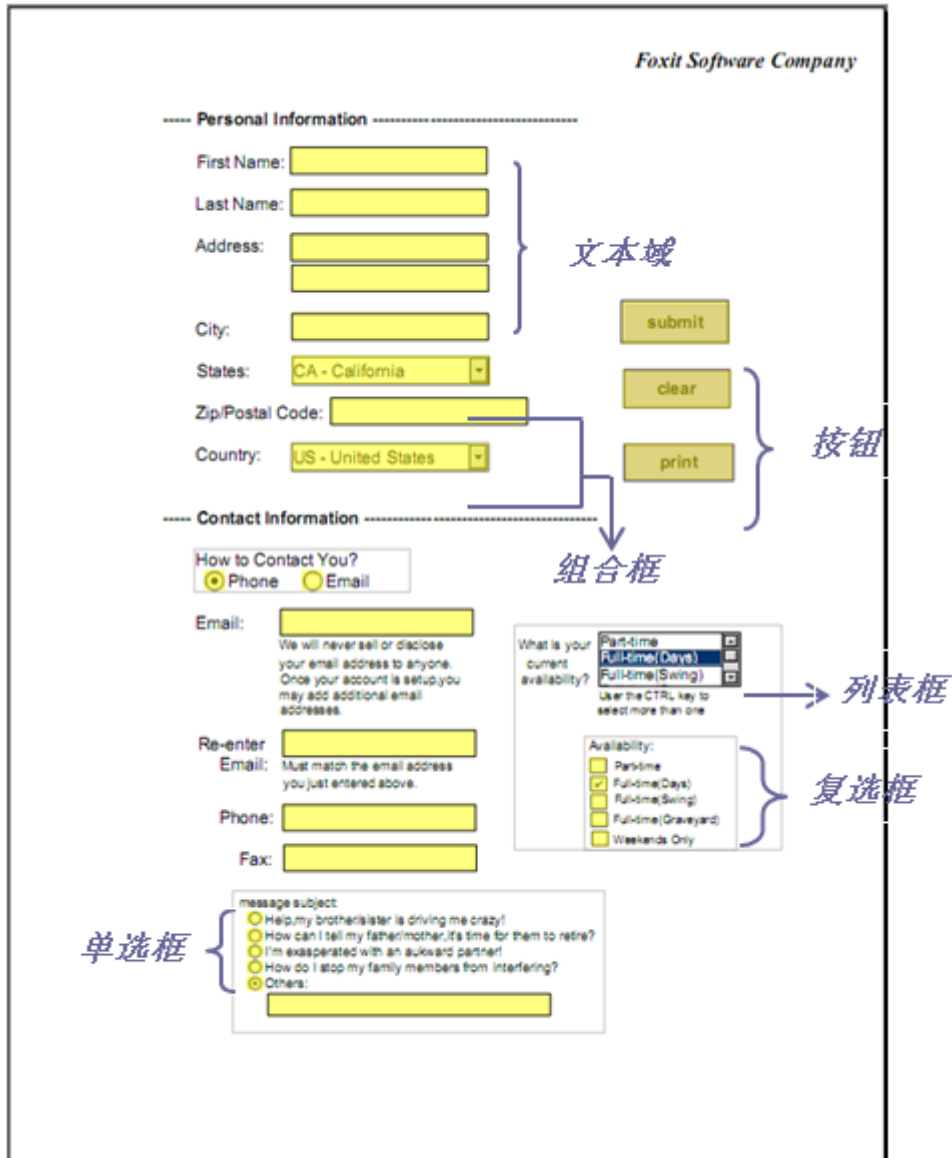 Foxit Software Company
----- Personal Information ---------------------------------------
First Name:
Last Name:
Address:
文本域
City:
submit
States: CA - California
clear
Zip/Postal Code:
按钮
Country: US - United States
print
----- Contact Information --------------------------------------------
组合框
How to Contact You?
Phone Email
Email:
We will never sell or disclose
your email address to anyone.
Once your account is setup,you
may add additional email
addresses.
What is your
current
availability?
Part-time
Full-time(Days)
Full-time(Swing)
User the CTRL key to
select more than one
列表框
Re-enter
Email:
Must match the email address
you just entered above.
Availability:
Part-time
Full-time(Days)
Full-time(Swing)
Full-time(Graveyard)
Weekends Only
复选框
Phone:
Fax:
message subject:
Help,my brother/sister is driving me crazy!
How can I tell my father/mother,it's time for them to retire?
I'm exasperated with an aukward partner!
How do I stop my family members from interfering?
Others:
单选框